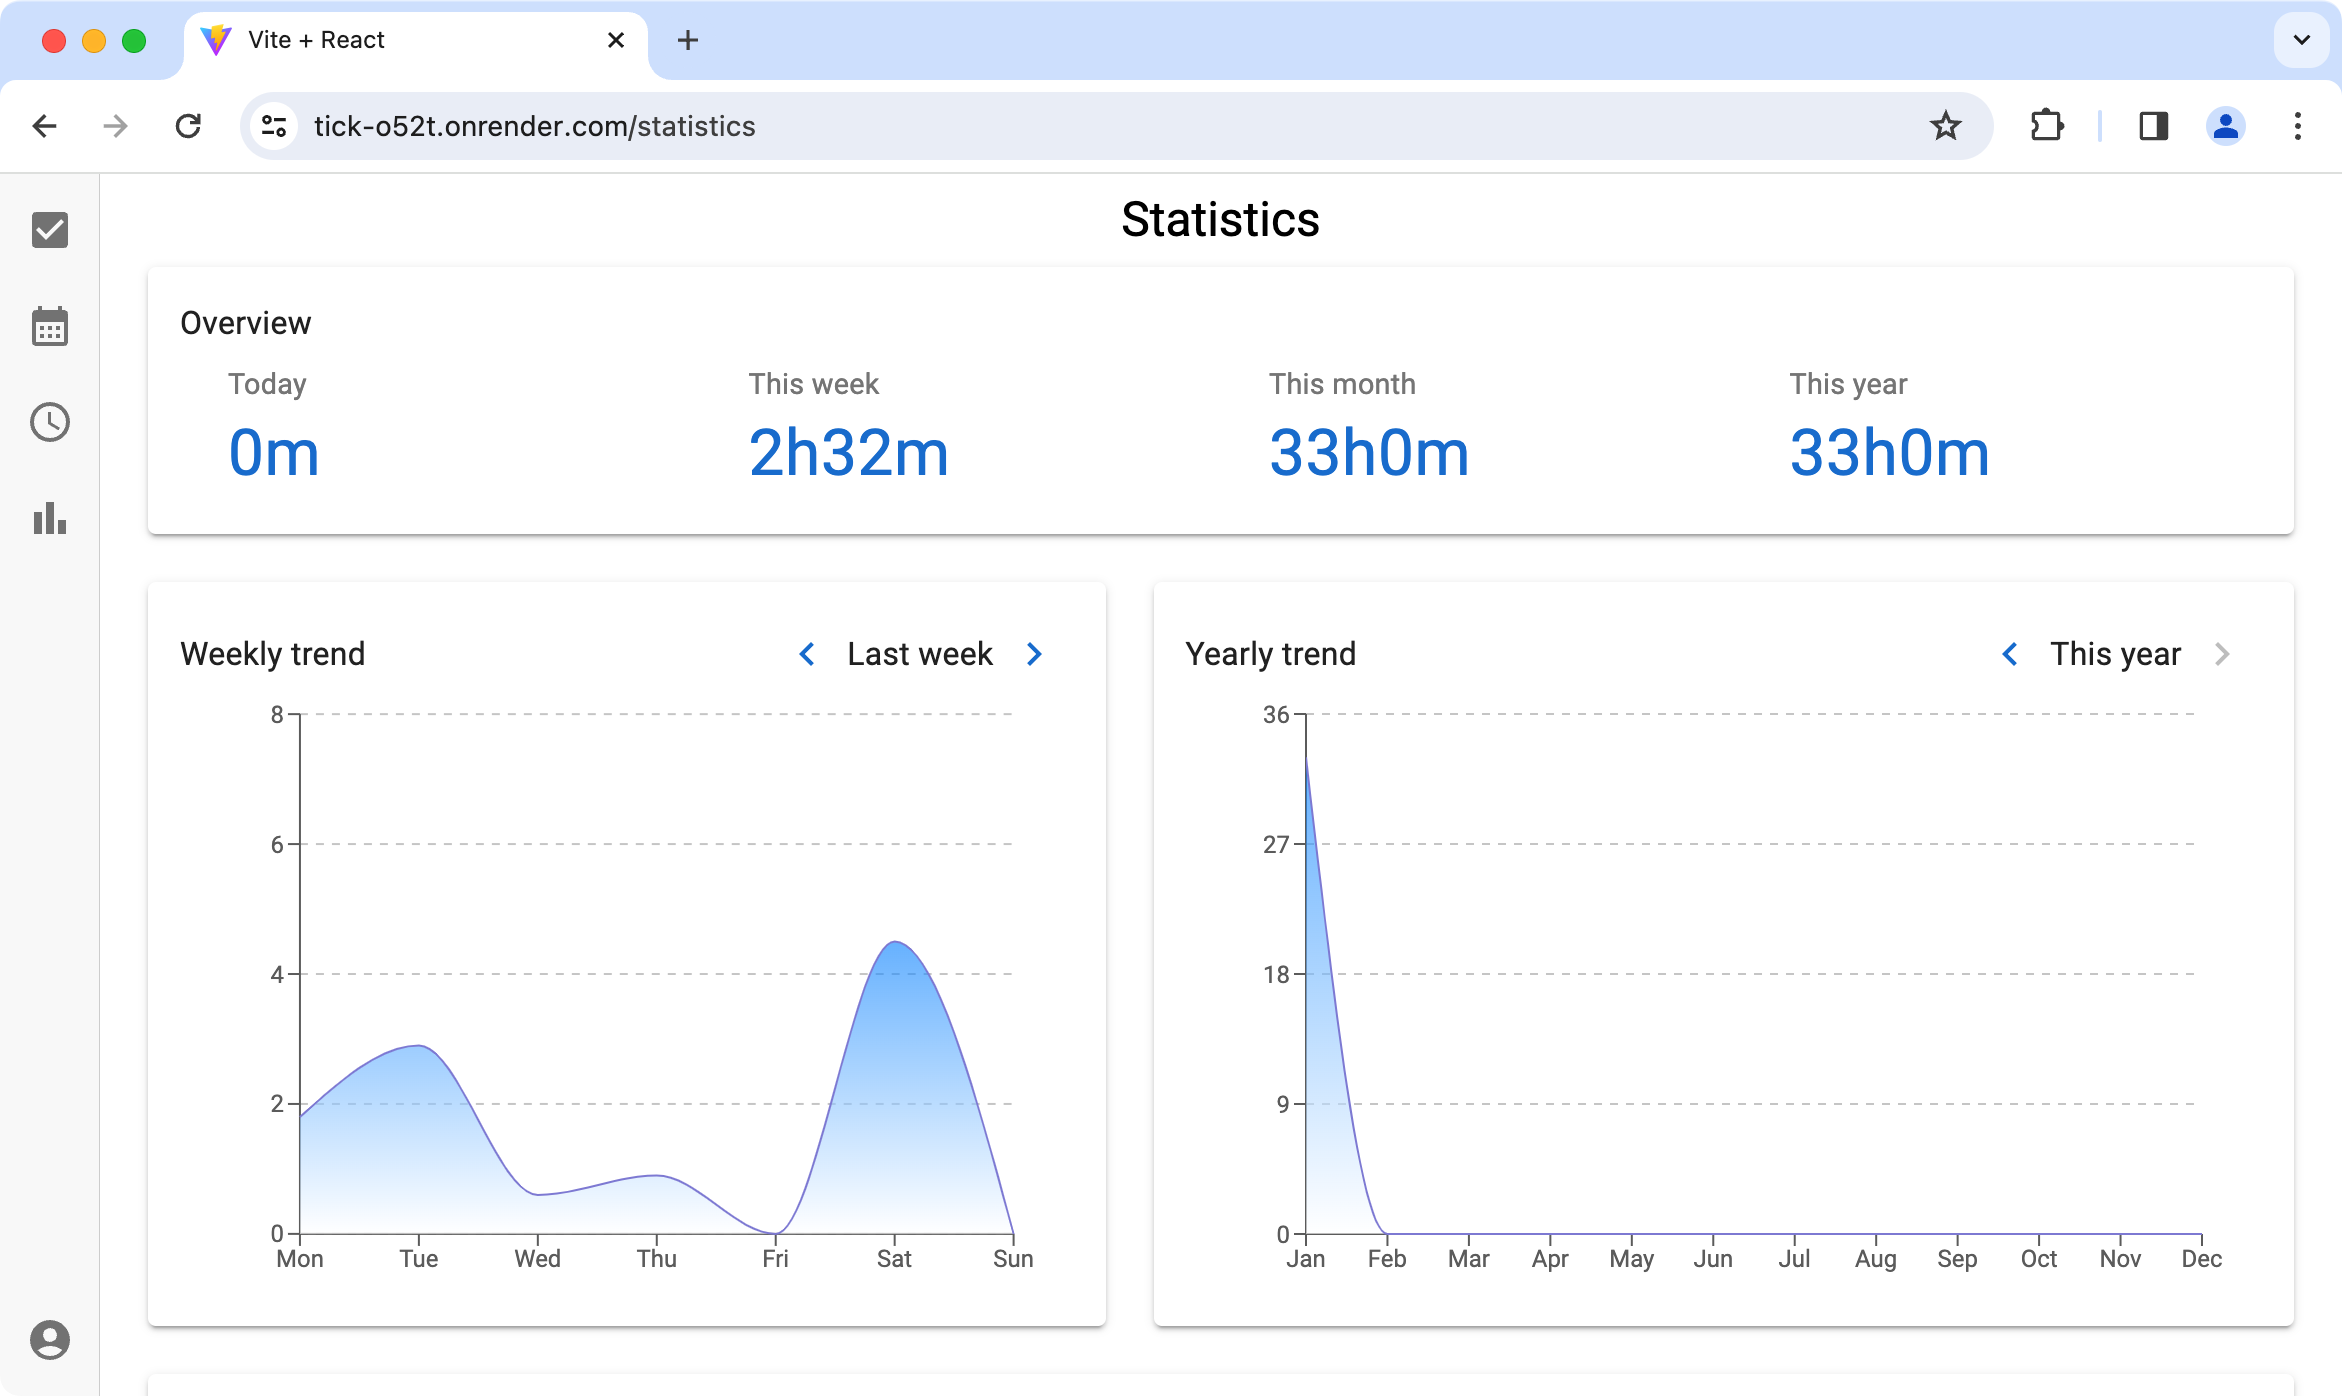 Vite + React
tick-o52t.onrender.com/statistics
Statistics
Overview
Today
This week
This month
This year
0m
2h32m
33h0m
33h0m
Weekly trend
Last week
8
6
4
2
0
Mon Tue Wed Thu Fri Sat Sun
Yearly trend
This year
36
27
18
9
0
Jan Feb Mar Apr May Jun Jul Aug Sep Oct Nov Dec